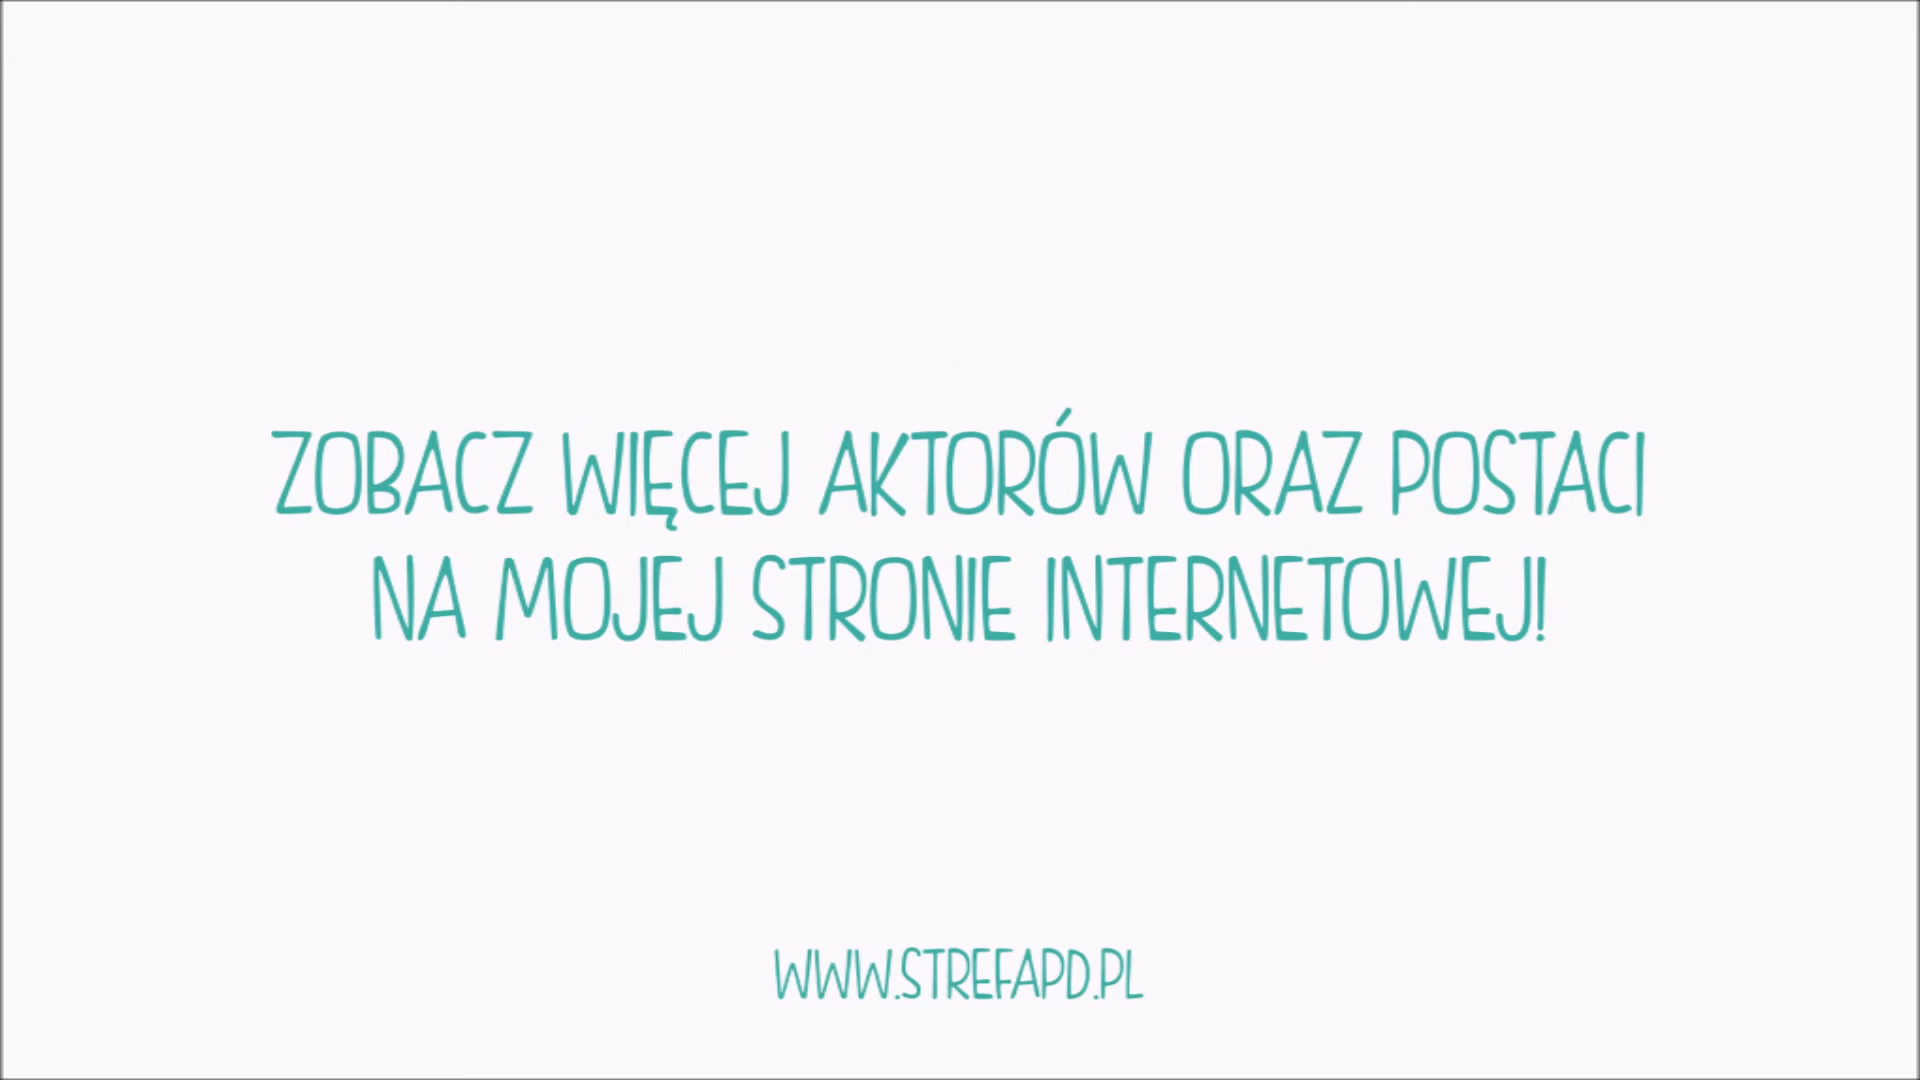 ZOBACZ WIĘCEJ AKTORÓW ORAZ POSTACI
NA MOJEJ STRONIE INTERNETOWEJ!
WWW.STREFAPD.PL